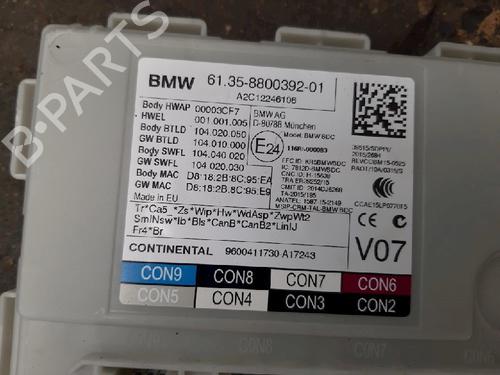 BMW 61.35-8800392-01
A2C12246106
Body HWAP 00003CF7
HWEL 001.001.005
Body BTLD 104.020.050
GW BTLD 104.010.000
Body SWFL 104.040.020
GW SWFL 104.020.030
Body MAC D8:18:2B:8C:95:EA
GW MAC D8:18:2B:8C:95:E9
Made in EU
BMW AG
D-80788 München
Model: BMW BDC
E24
Tr*Ca5_*Zs*Wip*Hw*WdAsp*ZwpWt2
SmlNsw*Ib*Bls*CanB*CanB2*LinIJ
Fr4*Br
CONTINENTAL 9600411730 A17243
V07
CON9 CON8 CON7 CON6
CON5 CON4 CON3 CON2
B-PARTS